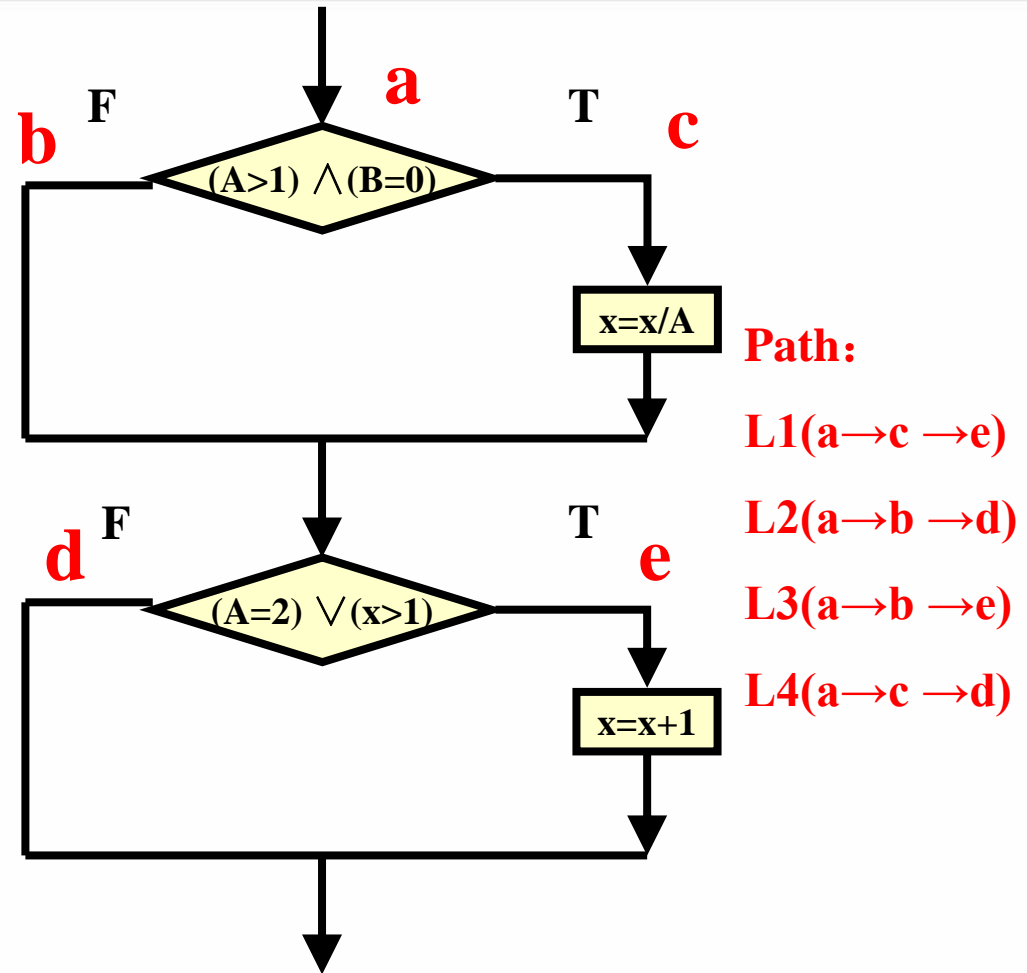 a
F
T
b
c
(A>1) ∧(B=0)
x=x/A
Path：
L1(a→c →e)
F
T
L2(a→b →d)
d
e
(A=2) ∨(x>1)
L3(a→b →e)
L4(a→c →d)
x=x+1